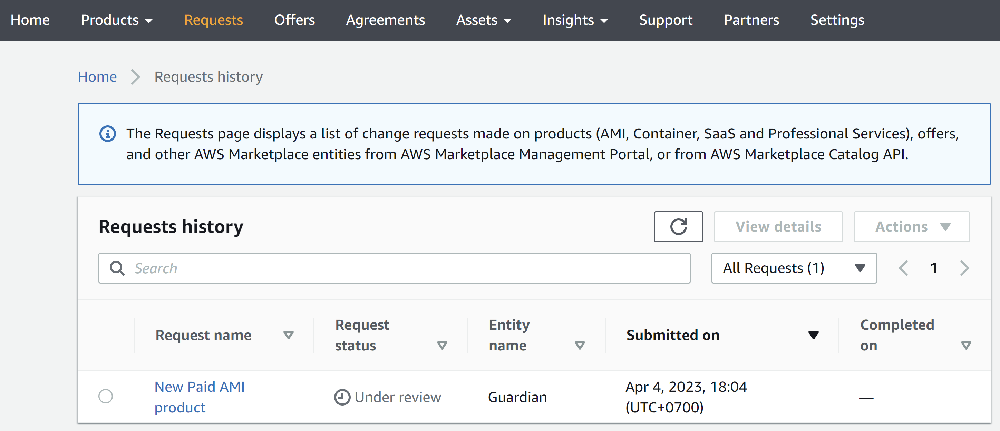 Home Products Requests Offers Agreements Assets Insights Support Partners Settings
Home Requests history
The Requests page displays a list of change requests made on products (AMI, Container, SaaS and Professional Services), offers,
and other AWS Marketplace entities from AWS Marketplace Management Portal, or from AWS Marketplace Catalog API.
Requests history
View details
Actions
Search
All Requests (1)
1
Request name
Request
status
Entity
name
Submitted on
Completed
on
New Paid AMI
product
Under review
Guardian
Apr 4, 2023, 18:04
(UTC+0700)
—